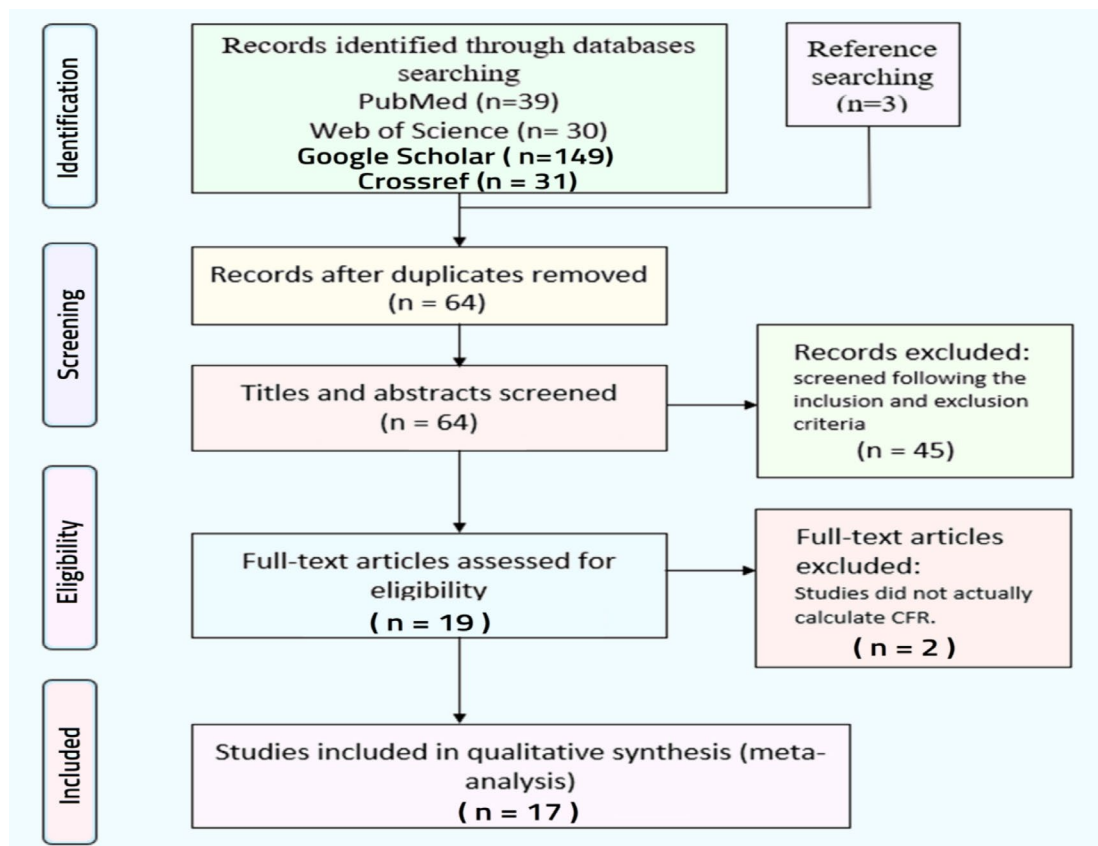 Identification
Records identified through databases
searching
PubMed (n=39)
Web of Science (n= 30)
Google Scholar ( n=149)
Crossref (n = 31)
Reference
searching
(n=3)
Screening
Records after duplicates removed
(n = 64)
Titles and abstracts screened
(n = 64)
Records excluded:
screened following the
inclusion and exclusion
criteria
(n = 45)
Eligibility
Full-text articles assessed for
eligibility
( n = 19 )
Full-text articles
excluded:
Studies did not actually
calculate CFR.
( n = 2 )
Included
Studies included in qualitative synthesis (meta-
analysis)
( n = 17 )